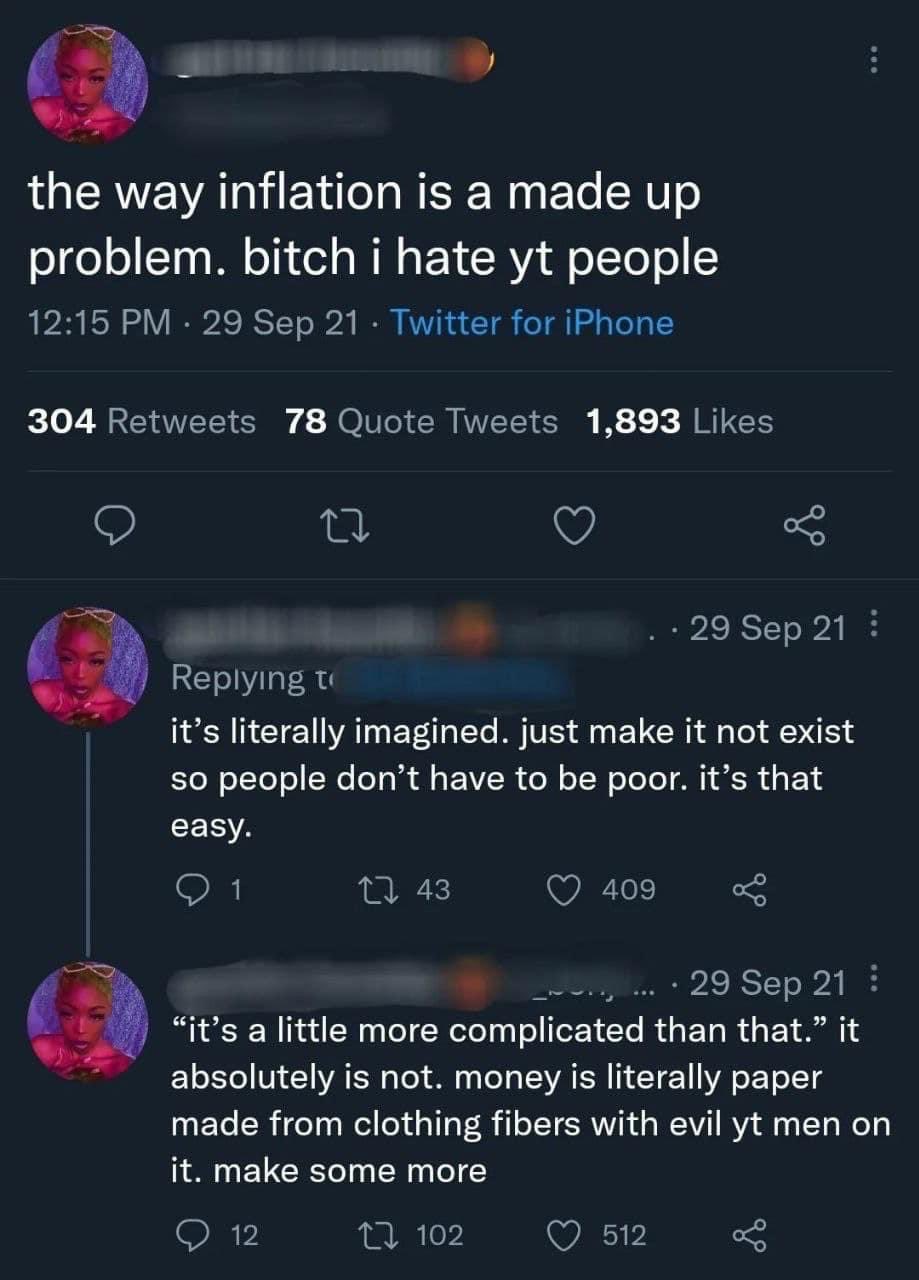 the way inflation is a made up
problem. bitch i hate yt people
12:15 PM · 29 Sep 21 · Twitter for iPhone
304 Retweets 78 Quote Tweets 1,893 Likes
· 29 Sep 21
Replying
it’s literally imagined. just make it not exist
so people don’t have to be poor. it’s that
easy.
1 43 409
... · 29 Sep 21
“it’s a little more complicated than that.” it
absolutely is not. money is literally paper
made from clothing fibers with evil yt men on
it. make some more
12 102 512